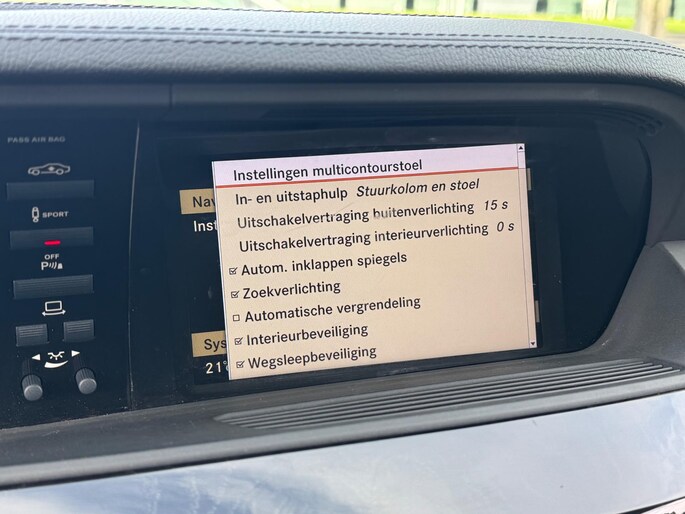 PASS AIR BAG
SPORT
OFF
P
Nav
Inst
Sys
21°
Instellingen multicontourstoel
In- en uitstaphulp Stuurkolom en stoel
Uitschakelvertraging buitenverlichting 15 s
Uitschakelvertraging interieurverlichting 0 s
Autom. inklappen spiegels
Zoekverlichting
Automatische vergrendeling
Interieurbeveiliging
Wegsleepbeveiliging